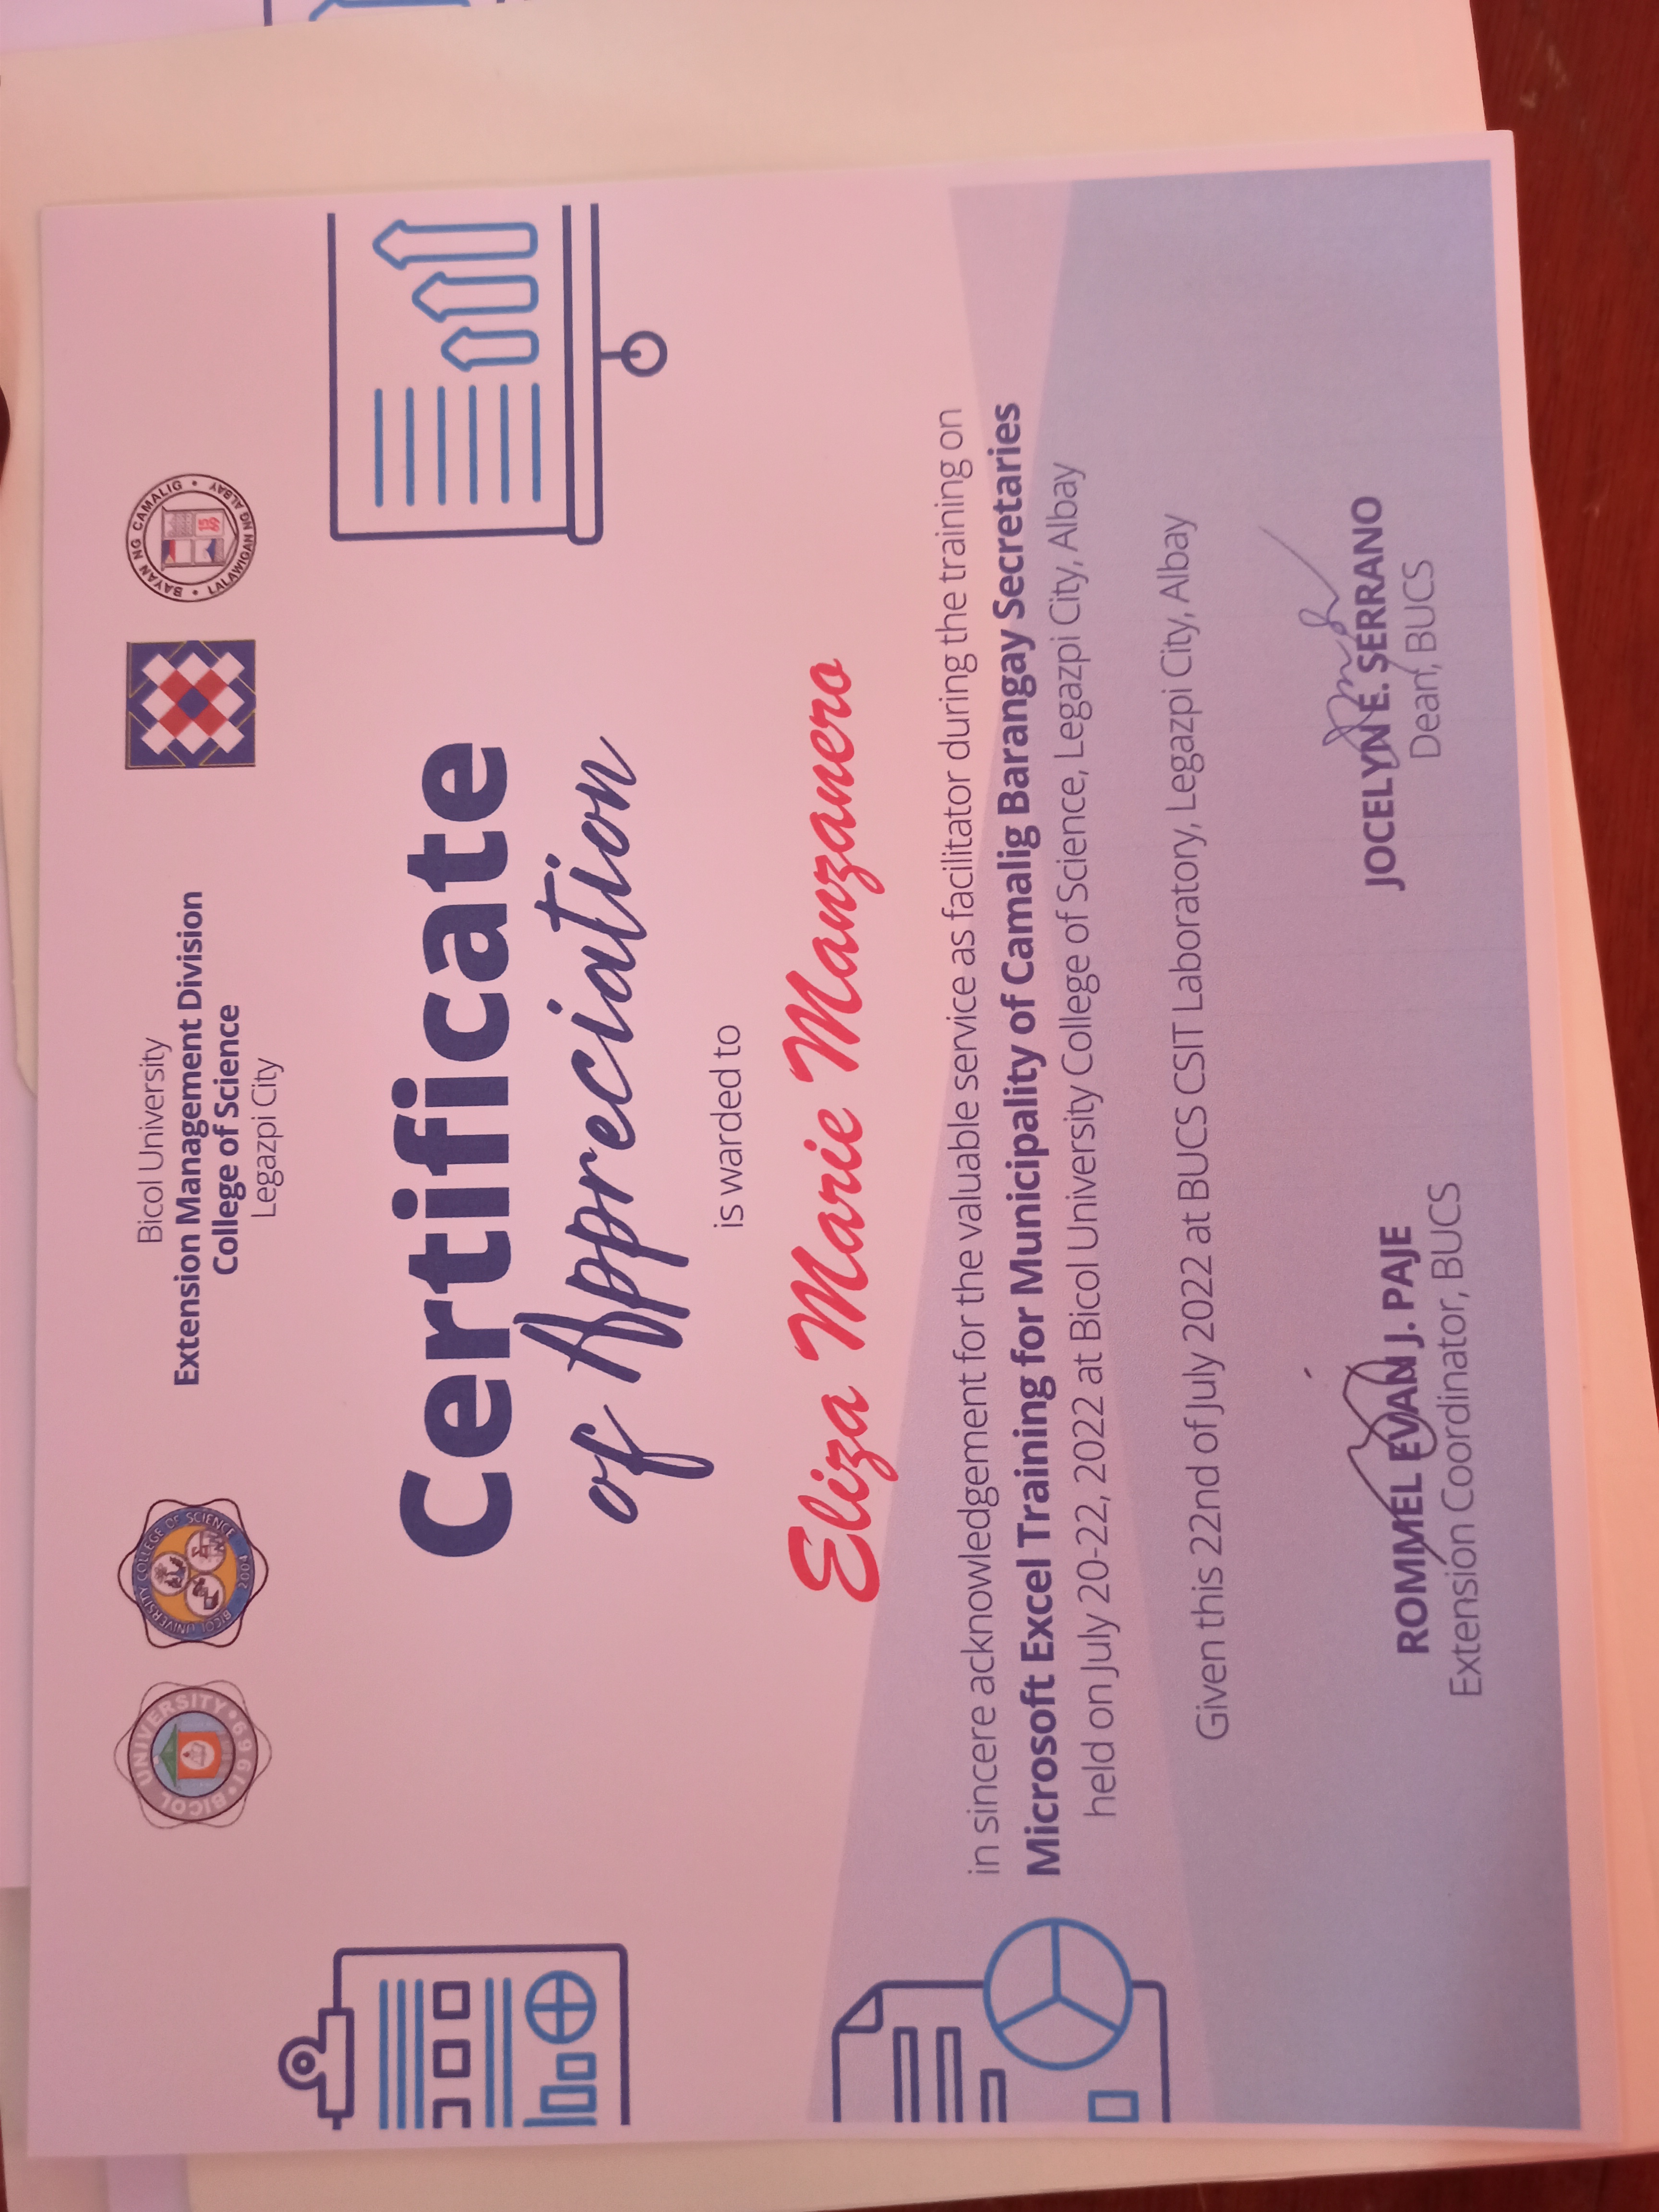 BICOL UNIVERSITY
1969
BICOL UNIVERSITY COLLEGE OF SCIENCE
2004
Bicol University
Extension Management Division
College of Science
Legazpi City
BAYAN NG CAMALIG
LALAWIGAN NG ALBAY
Certificate
of Appreciation
is warded to
Eliza Marie Manzanero
in sincere acknowledgement for the valuable service as facilitator during the training on
Microsoft Excel Training for Municipality of Camalig Barangay Secretaries
held on July 20-22, 2022 at Bicol University College of Science, Legazpi City, Albay
Given this 22nd of July 2022 at BUCS CSIT Laboratory, Legazpi City, Albay
ROMMEL EVAN J. PAJE
Extension Coordinator, BUCS
JOCELYN E. SERRANO
Dean, BUCS